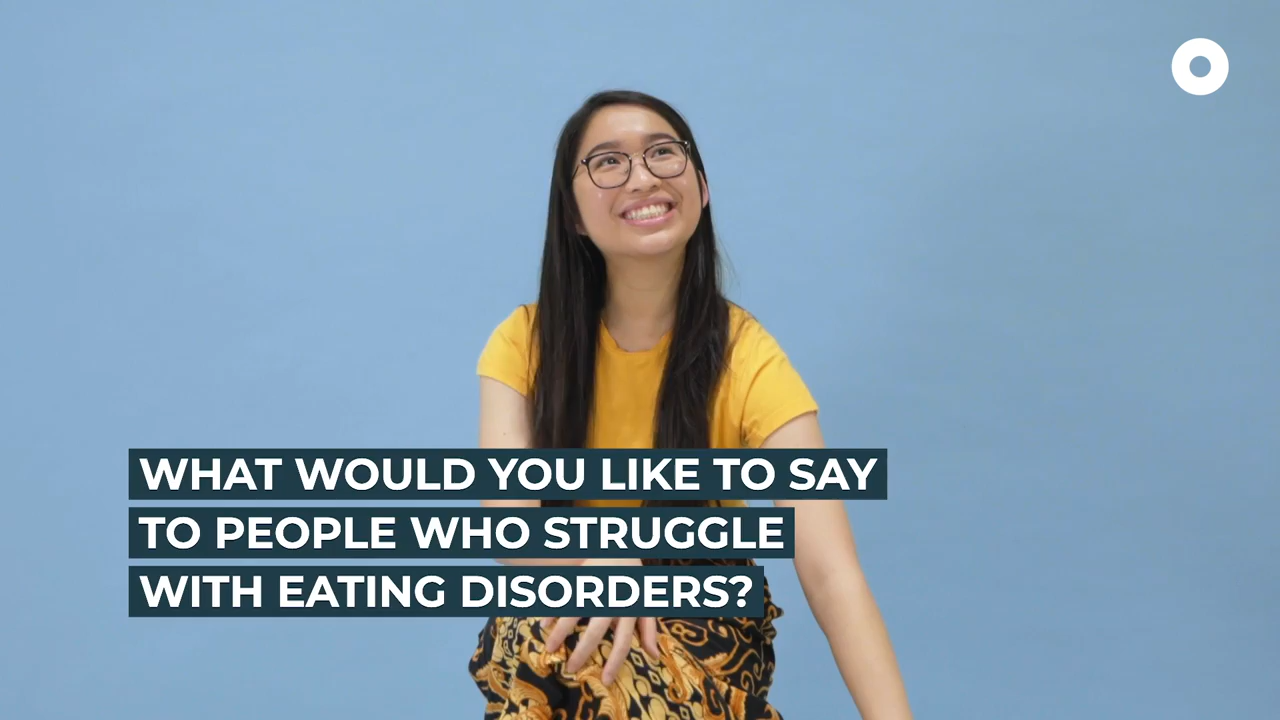 WHAT WOULD YOU LIKE TO SAY
TO PEOPLE WHO STRUGGLE
WITH EATING DISORDERS?